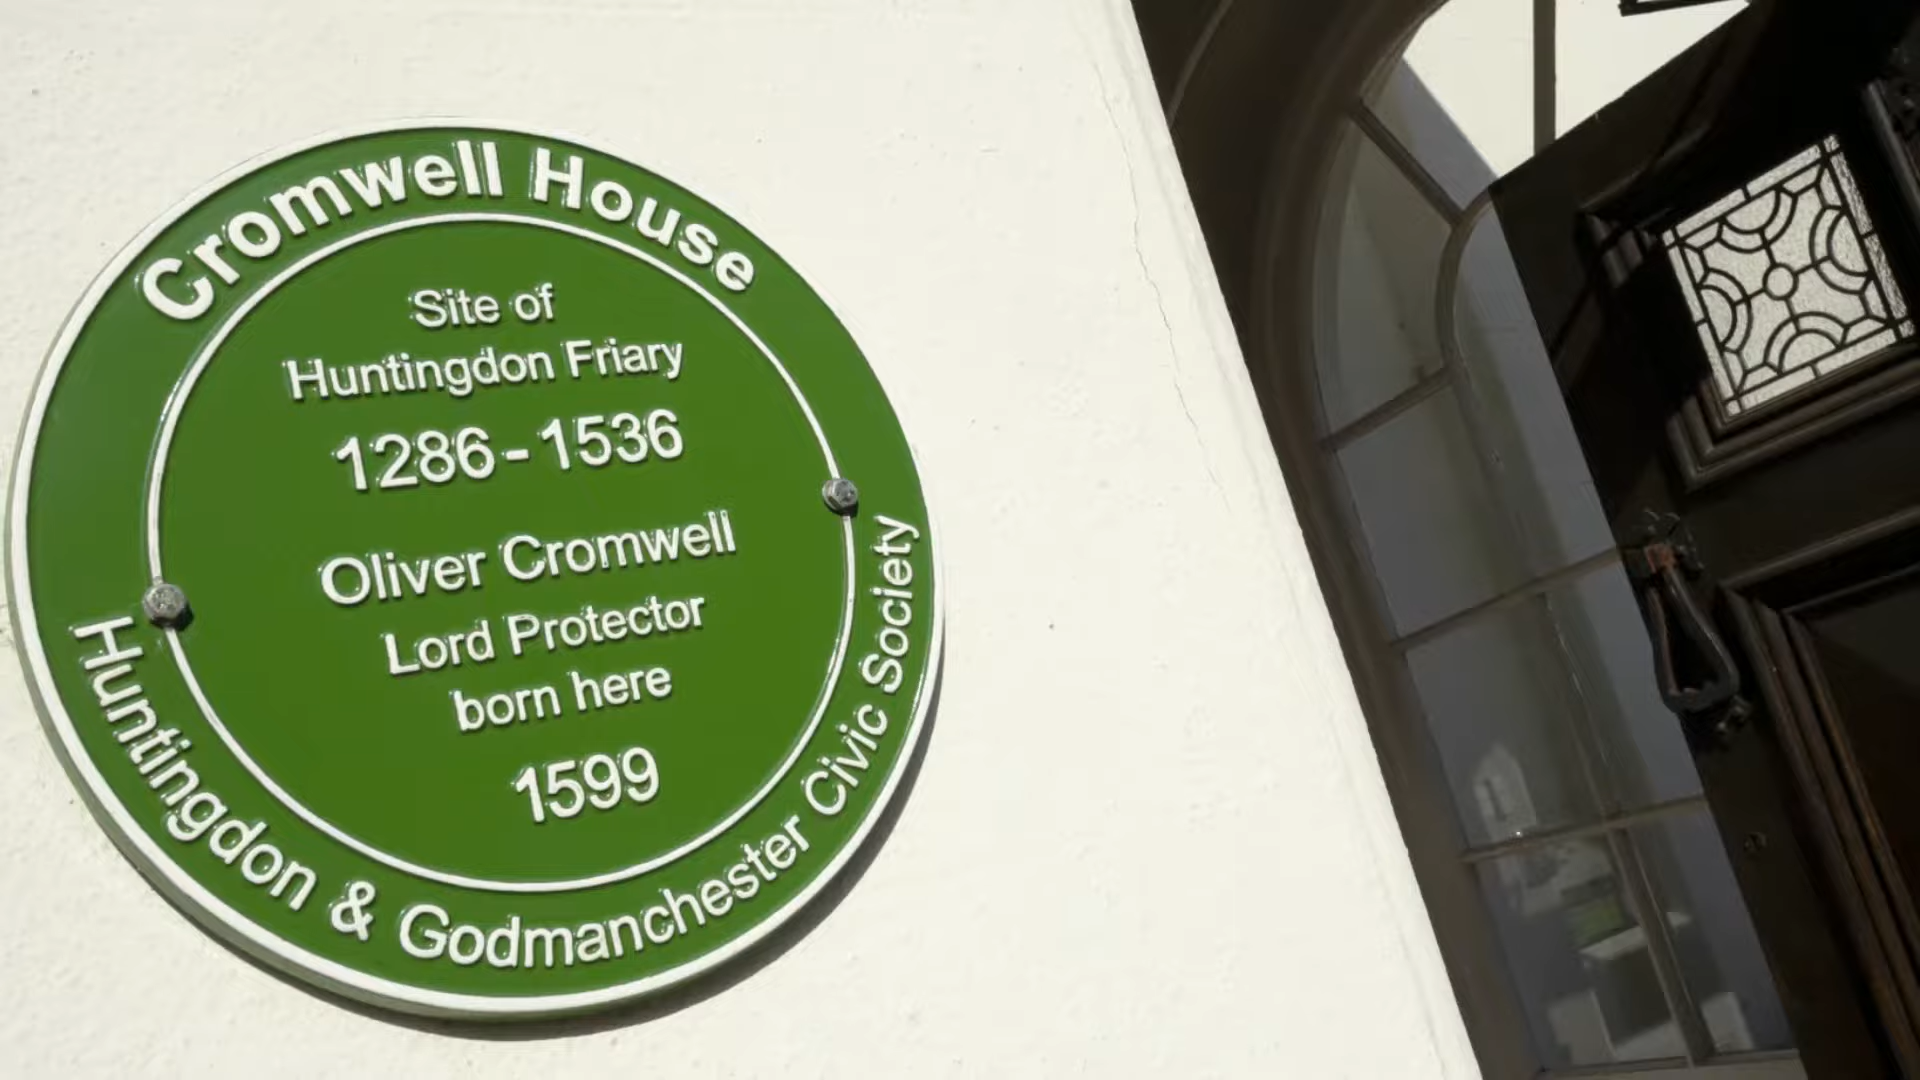 Cromwell House
Site of
Huntingdon Friary
1286-1536
Oliver Cromwell
Lord Protector
born here
1599
Huntingdon & Godmanchester Civic Society